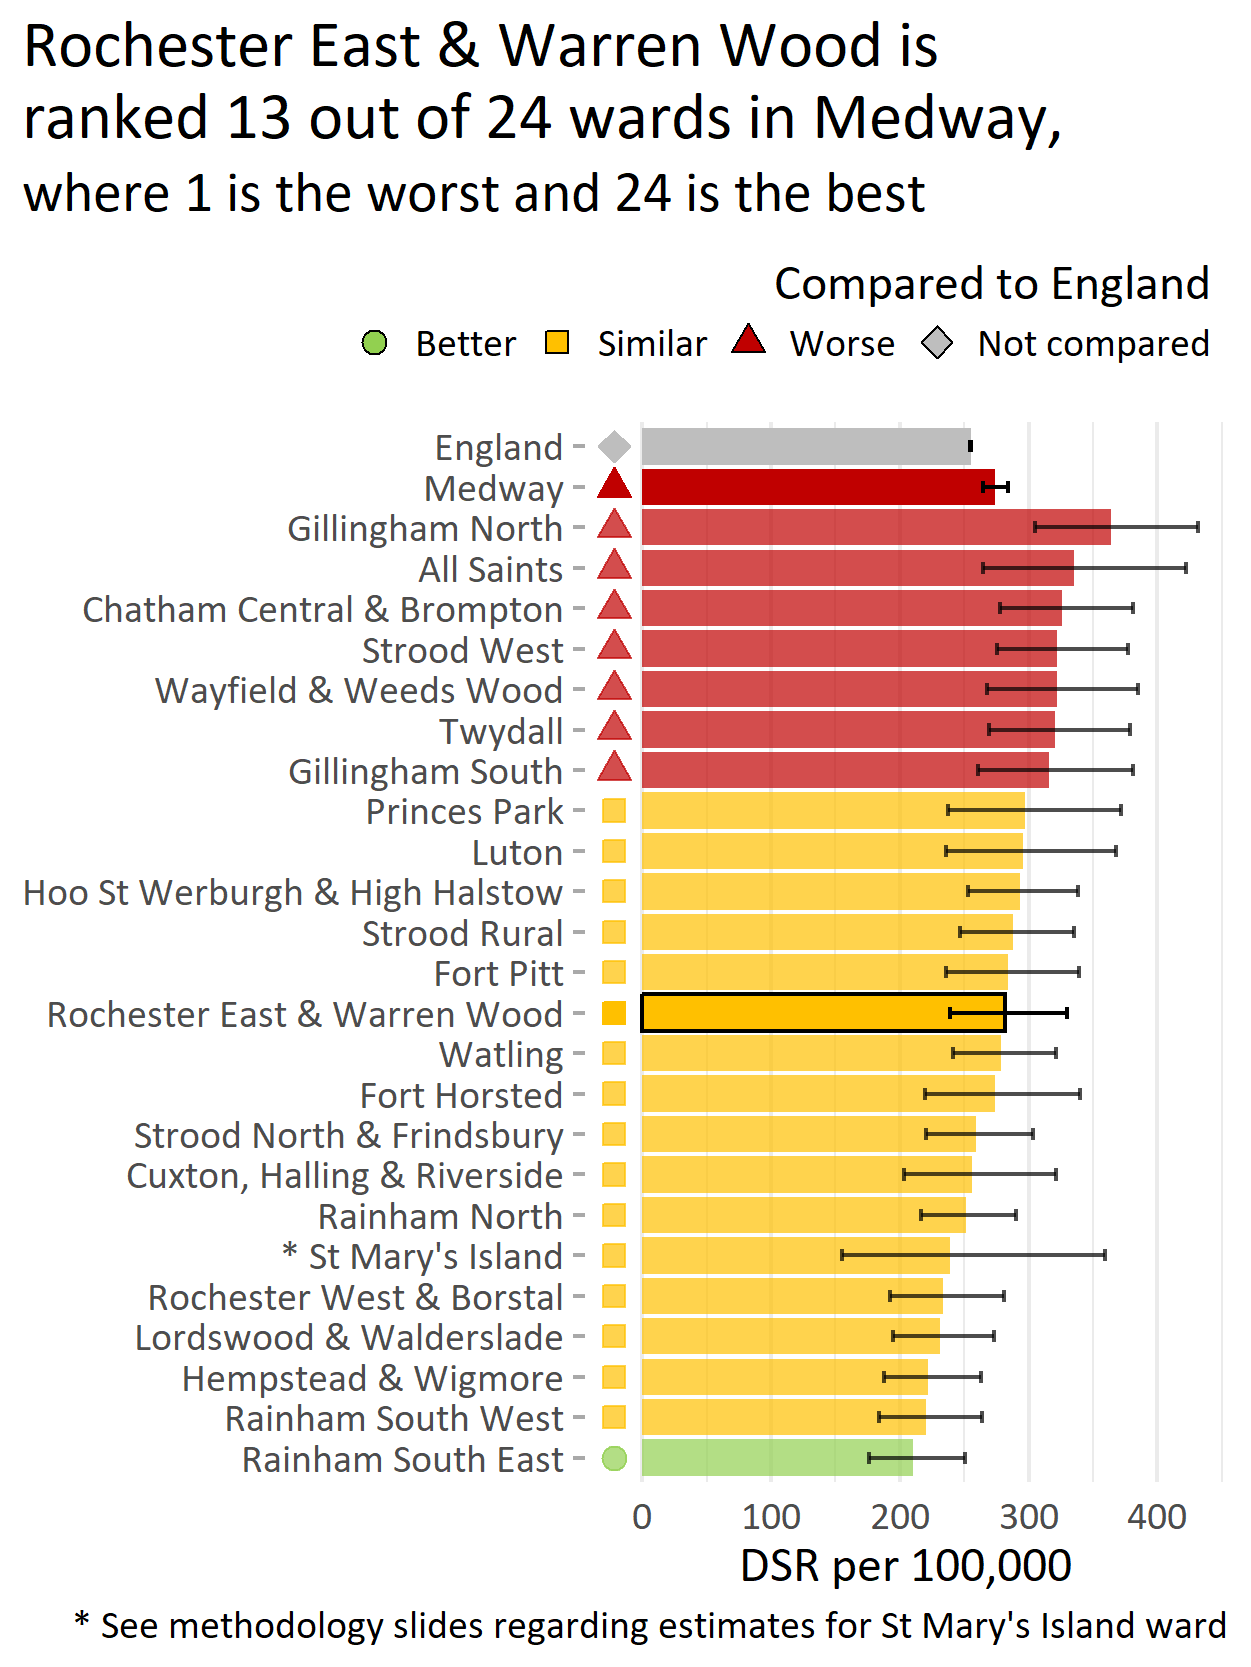 Rochester East & Warren Wood is
ranked 13 out of 24 wards in Medway,
where 1 is the worst and 24 is the best
Compared to England
Better Similar Worse Not compared
England
Medway
Gillingham North
All Saints
Chatham Central & Brompton
Strood West
Wayfield & Weeds Wood
Twydall
Gillingham South
Princes Park
Luton
Hoo St Werburgh & High Halstow
Strood Rural
Fort Pitt
Rochester East & Warren Wood
Watling
Fort Horsted
Strood North & Frindsbury
Cuxton, Halling & Riverside
Rainham North
* St Mary's Island
Rochester West & Borstal
Lordswood & Walderslade
Hempstead & Wigmore
Rainham South West
Rainham South East
0 100 200 300 400
DSR per 100,000
* See methodology slides regarding estimates for St Mary's Island ward